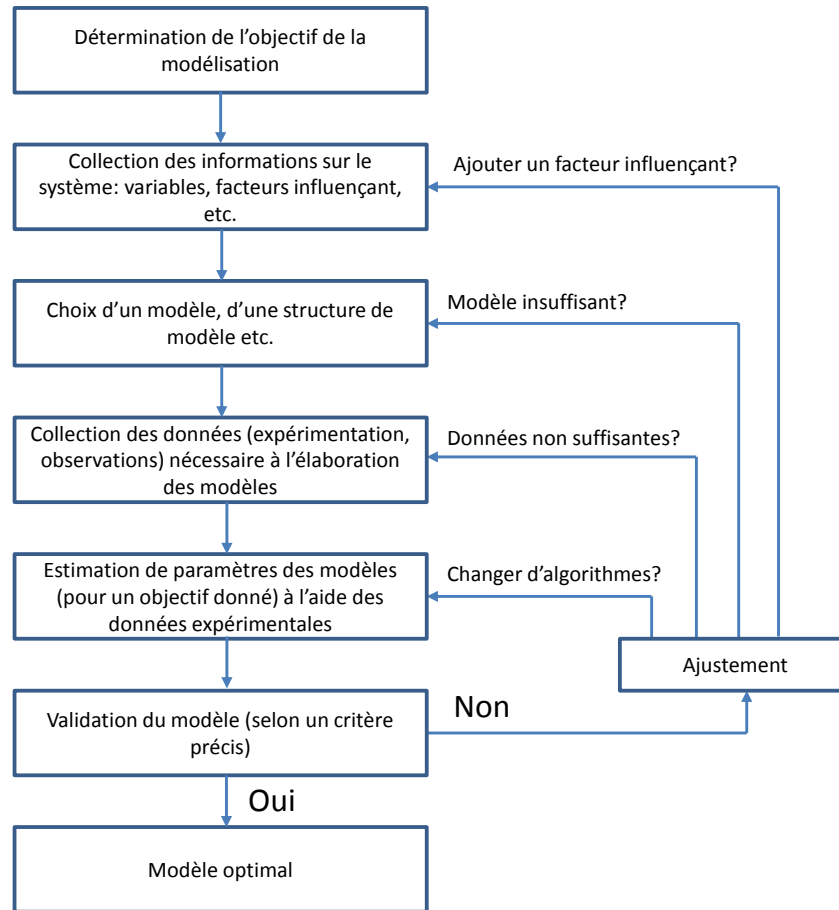 Détermination de l'objectif de la
modélisation
Collection des informations sur le
système: variables, facteurs influençant,
etc.
Ajouter un facteur influençant?
Choix d'un modèle, d'une structure de
modèle etc.
Modèle insuffisant?
Collection des données (expérimentation,
observations) nécessaire à l'élaboration
des modèles
Données non suffisantes?
Estimation de paramètres des modèles
(pour un objectif donné) à l'aide des
données expérimentales
Changer d'algorithmes?
Ajustement
Validation du modèle (selon un critère
précis)
Non
Oui
Modèle optimal